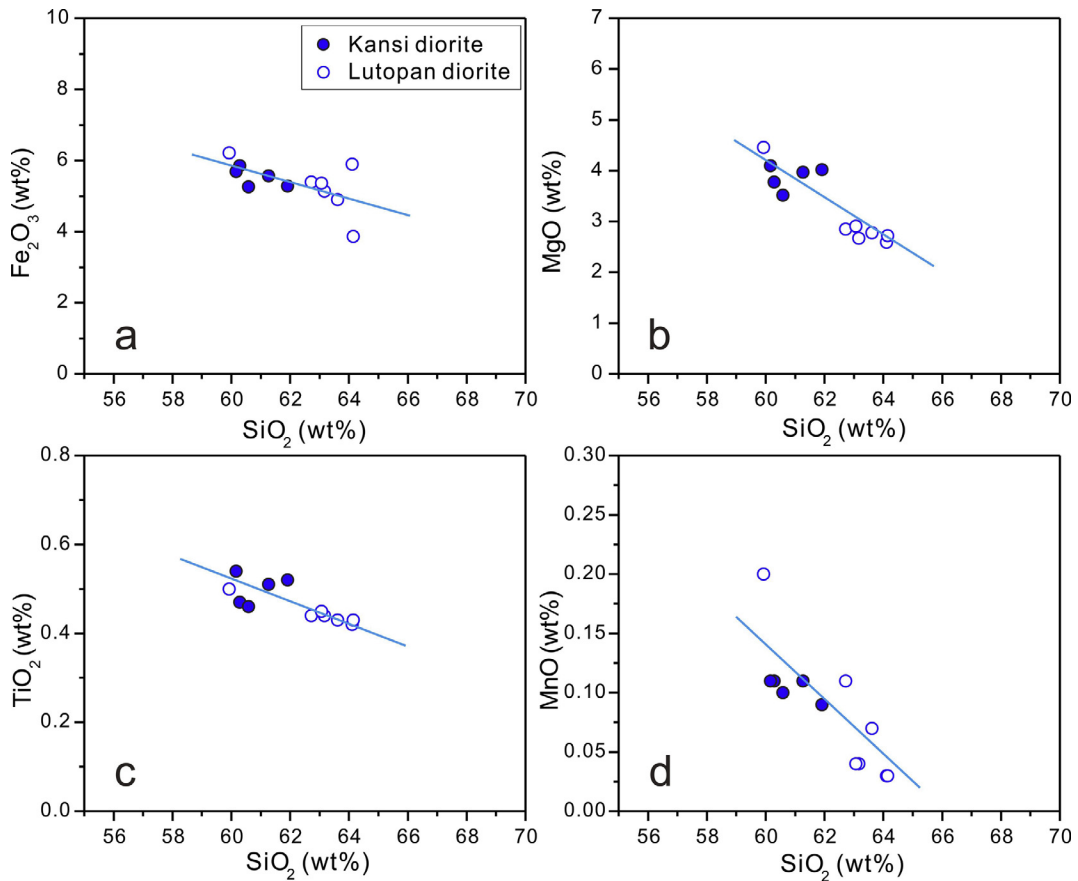 Kansi diorite
Lutopan diorite
Fe₂O₃ (wt%)
10
8
6
4
2
0
a
56 58 60 62 64 66 68 70
SiO₂ (wt%)
MgO (wt%)
7
6
5
4
3
2
1
0
b
56 58 60 62 64 66 68 70
SiO₂ (wt%)
TiO₂ (wt%)
0.8
0.6
0.4
0.2
0.0
c
56 58 60 62 64 66 68 70
SiO₂ (wt%)
MnO (wt%)
0.30
0.25
0.20
0.15
0.10
0.05
0.00
d
56 58 60 62 64 66 68 70
SiO₂ (wt%)